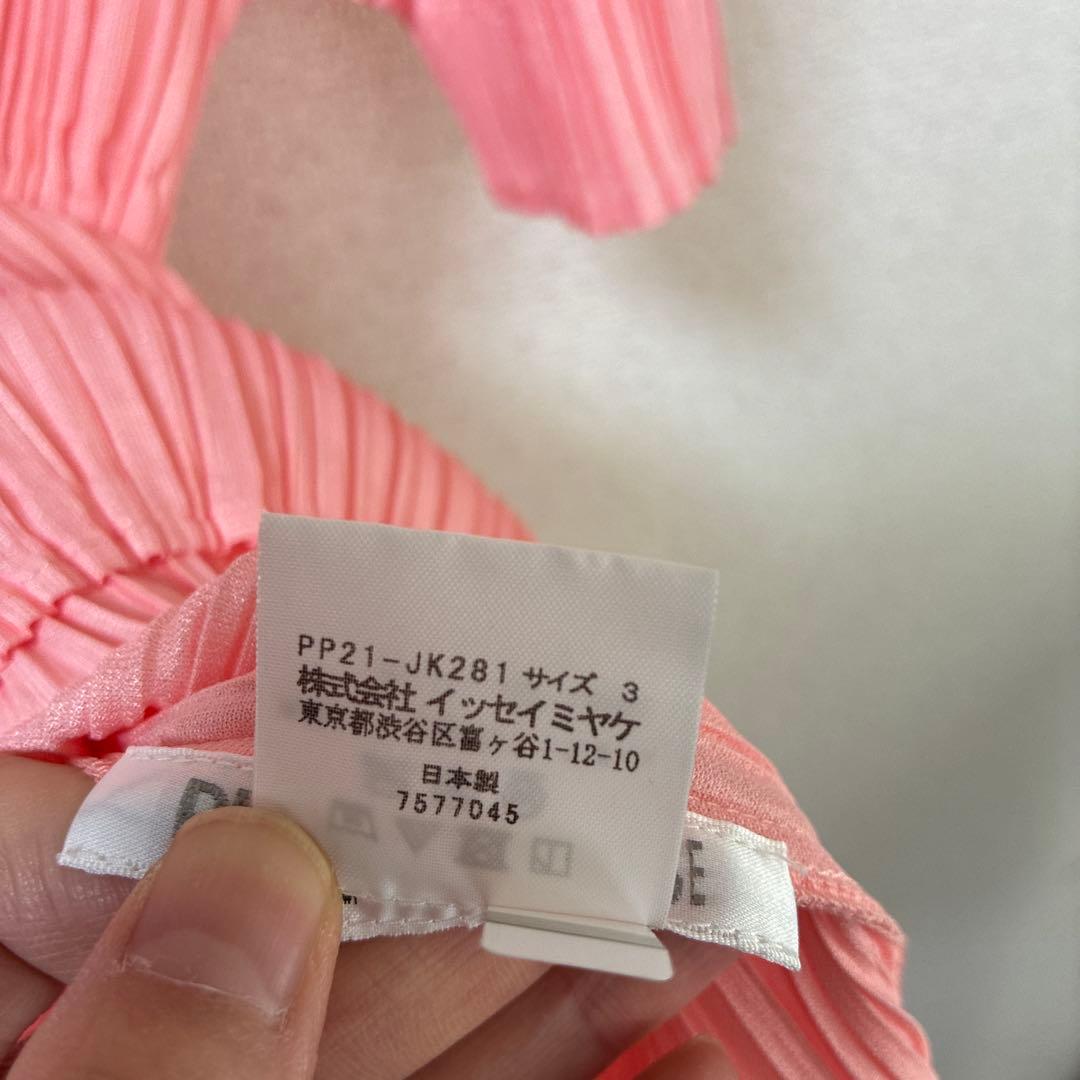 PP21-JK281 サイズ 3
株式会社 イッセイミヤケ
東京都渋谷区富ヶ谷1-12-10
日本製
7577045